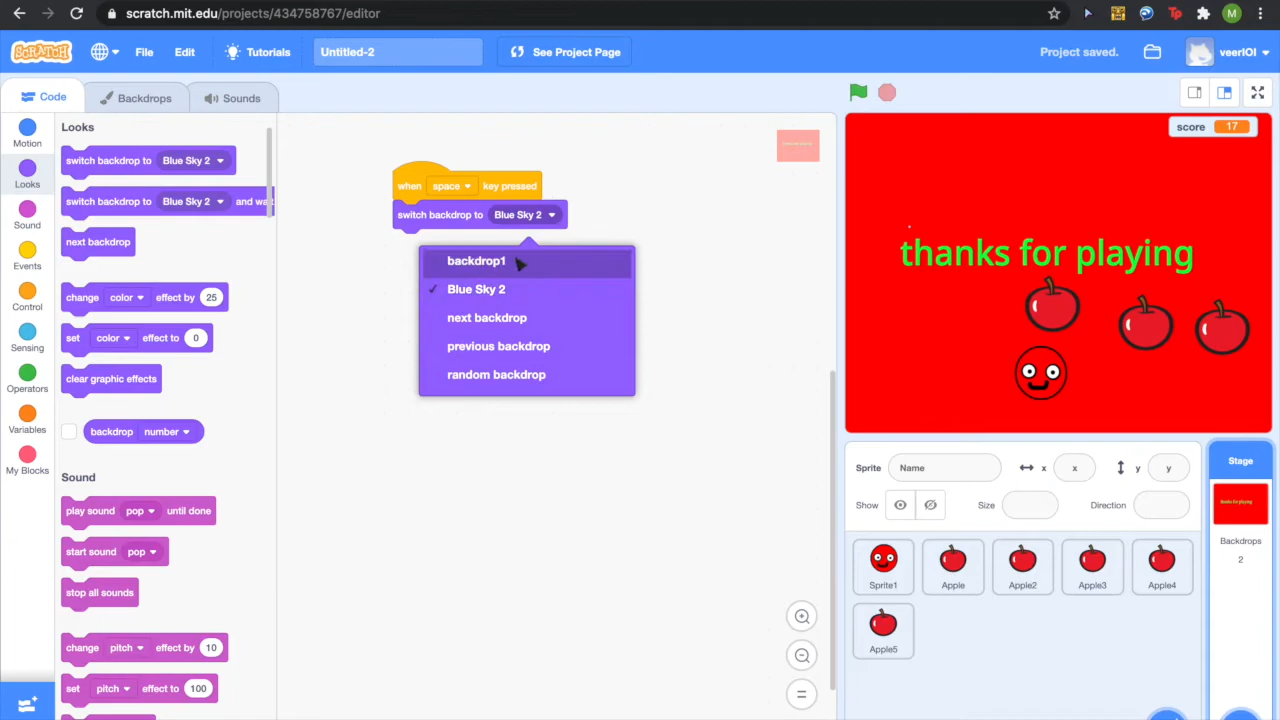 scratch.mit.edu/projects/434758767/editor
M
SCRATCH
File
Edit
Tutorials
Untitled-2
See Project Page
Project saved.
veerIOI
Code
Backdrops
Sounds
Motion
Looks
Sound
Events
Control
Sensing
Operators
Variables
My Blocks
Looks
switch backdrop to Blue Sky 2
switch backdrop to Blue Sky 2 and wa
next backdrop
change color effect by 25
set color effect to 0
clear graphic effects
backdrop number
Sound
play sound pop until done
start sound pop
stop all sounds
change pitch effect by 10
set pitch effect to 100
when space key pressed
switch backdrop to Blue Sky 2
backdrop1
Blue Sky 2
next backdrop
previous backdrop
random backdrop
score 17
thanks for playing
Sprite Name x x y y
Show Size Direction
Sprite1
Apple
Apple2
Apple3
Apple4
Apple5
Stage
thanks for playing
Backdrops
2